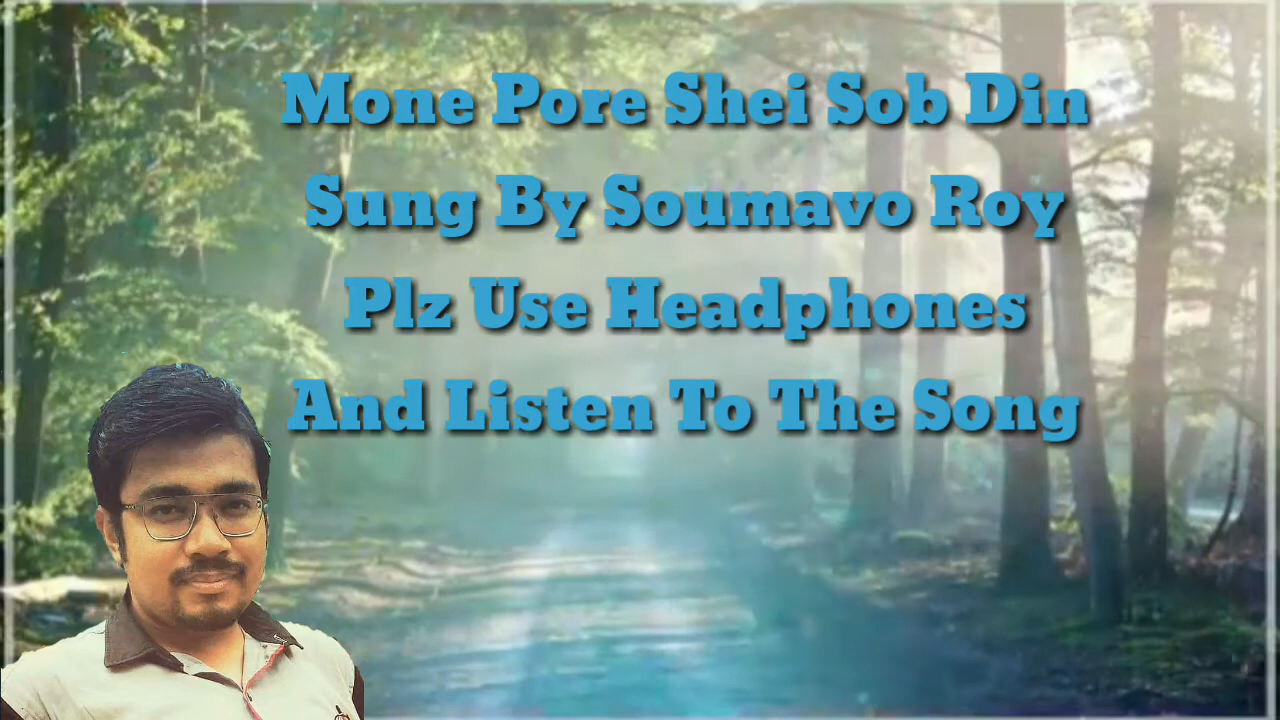 Mone Pore Shei Sob Din
Sung By Soumavo Roy
Plz Use Headphones
And Listen To The Song